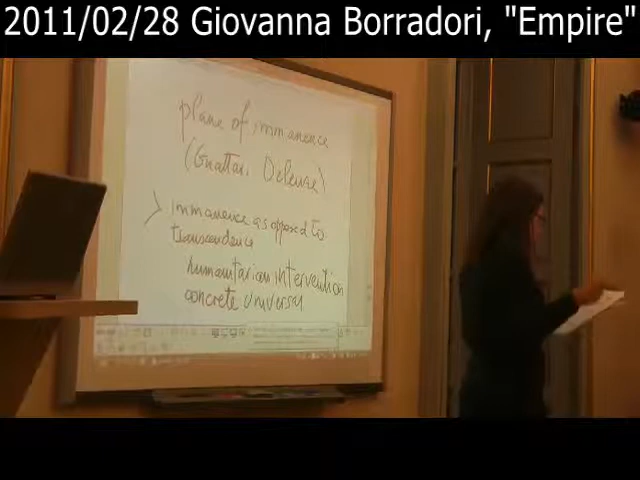 2011/02/28 Giovanna Borradori, "Empire"
plane of immanence
(Guattari, Deleuse)
> immanence as opposed to
transcendence
humanitarian intervention
concrete universal